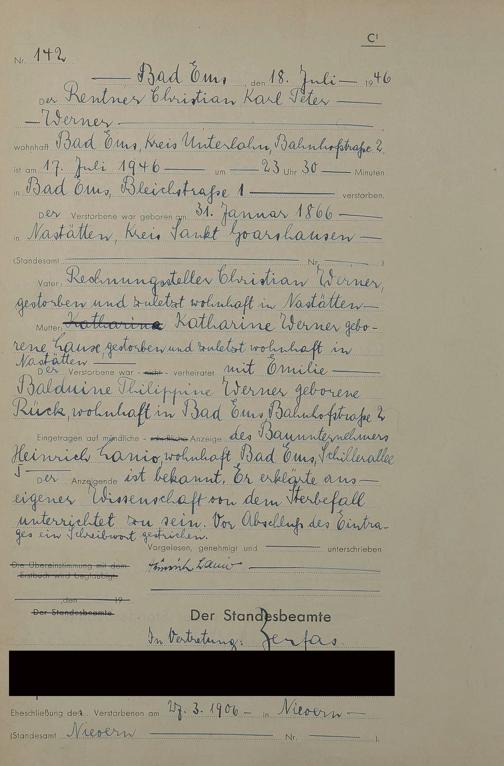 C1
Nr. 142
Bad Ems, den 18. Juli 1946
Der Rentner Christian Karl Peter
Werner
wohnhaft Bad Ems, Kreis Unterlahn, Bahnhofstraße 2
ist am 17. Juli 1946 um 23 Uhr 30 Minuten
in Bad Ems, Bleichstraße 1 verstorben.
Der Verstorbene war geboren am 31. Januar 1866
in Nastätten, Kreis Sankt Goarshausen
(Standesamt Nr. )
Vater: Rechnungssteller Christian Werner,
gestorben und zuletzt wohnhaft in Nastätten
Mutter: Katharina Katharine Werner gebo-
rene Lause, gestorben und zuletzt wohnhaft in
Nastätten
Der Verstorbene war nicht verheiratet mit Emilie
Balduine Philippine Werner geborene
Rück, wohnhaft in Bad Ems, Bahnhofstraße 2
Eingetragen auf mündliche schriftliche Anzeige des Bauunternehmers
Heinrich Lanio, wohnhaft Bad Ems, Schillerallee
5
Der Anzeigende ist bekannt. Er erklärte aus
eigener Wissenschaft von dem Sterbefall
unterrichtet zu sein. Vor Abschluß des Eintra-
ges ein Schreibwort gestrichen.
Vorgelesen, genehmigt und unterschrieben
Die Übereinstimmung mit dem
Erstbuch wird beglaubigt
Heinrich Lanio
, den 19
Der Standesbeamte
Der Standesbeamte
In Vertretung: Zerfas
Eheschließung des Verstorbenen am 27. 3. 1906 in Nievern
(Standesamt Nievern Nr. ).